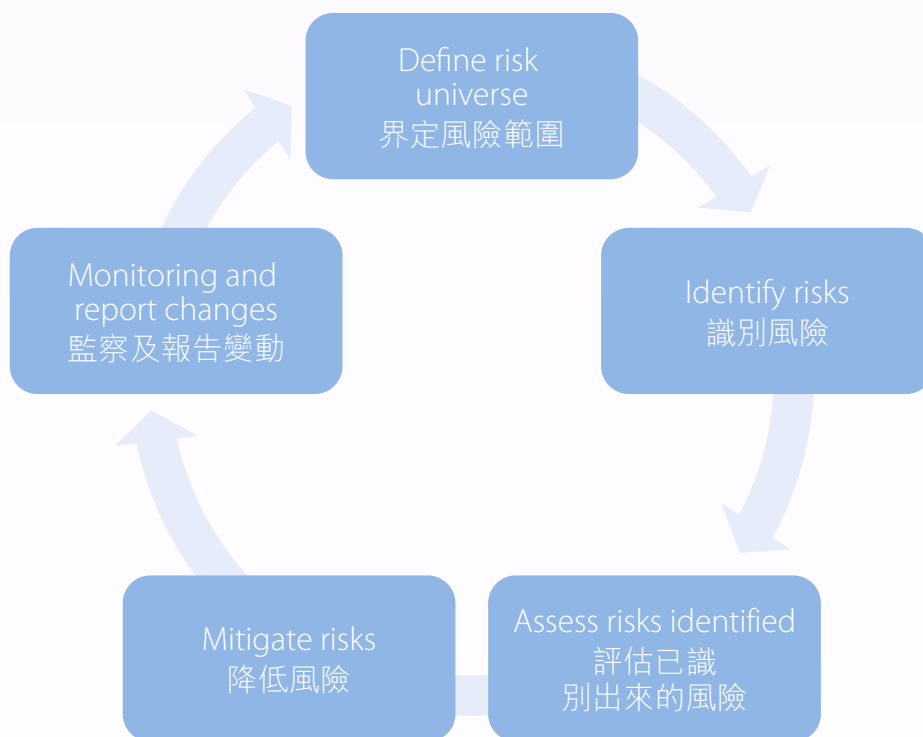 Define risk
universe
界定風險範圍
Identify risks
識別風險
Assess risks identified
評估已識
別出來的風險
Mitigate risks
降低風險
Monitoring and
report changes
監察及報告變動